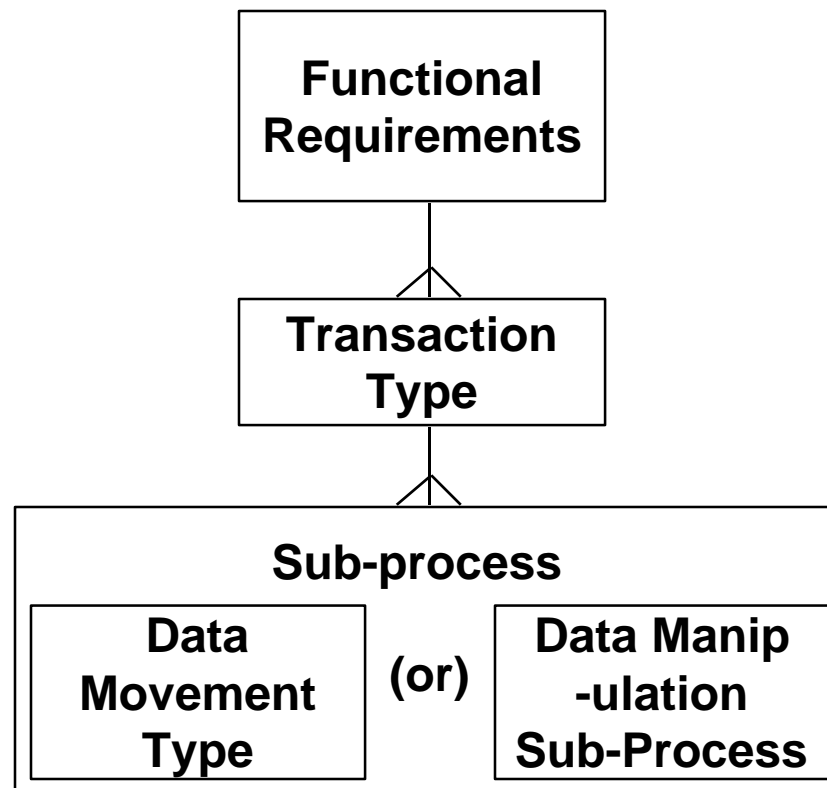 Functional
Requirements
Transaction
Type
Sub-process
Data
Movement
Type
(or)
Data Manip
-ulation
Sub-Process